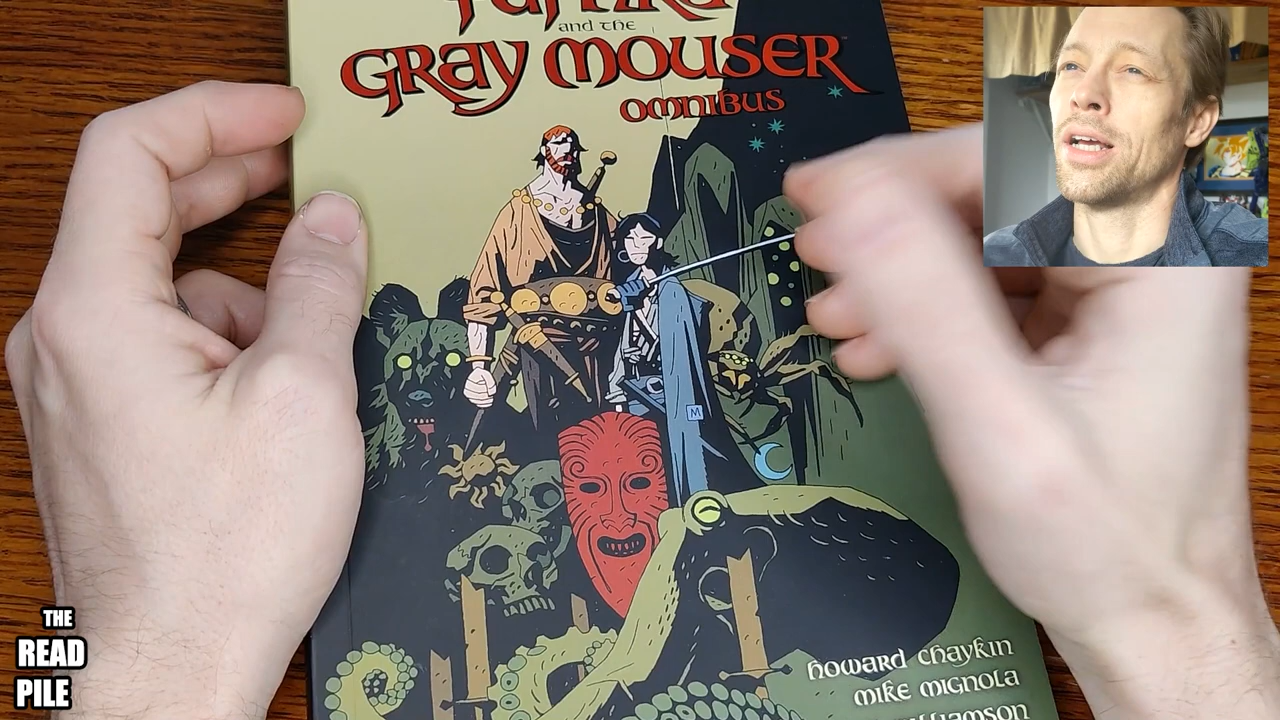 and the
GRAY MOUSER
OMNIBUS
M
howard chaykin
mike mignola
THE
READ
PILE